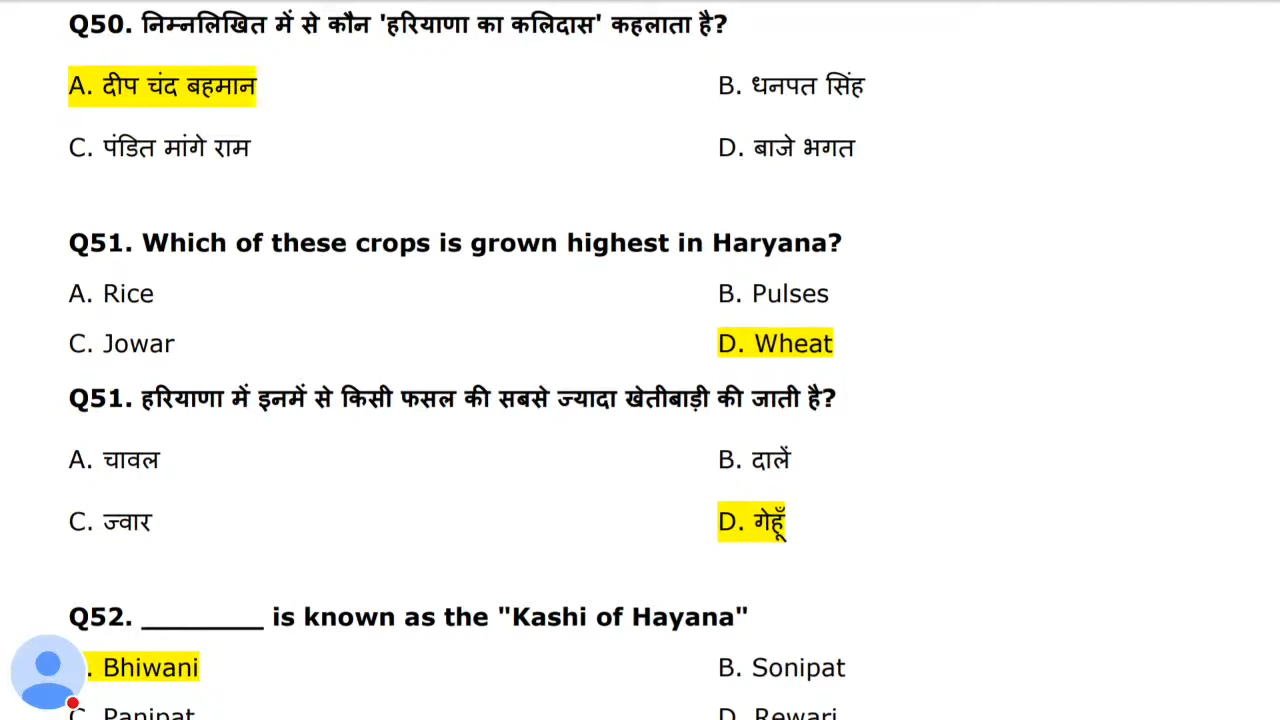 Q50. निम्नलिखित में से कौन 'हरियाणा का कलिदास' कहलाता है?
A. दीप चंद बहमान B. धनपत सिंह
C. पंडित मांगे राम D. बाजे भगत
Q51. Which of these crops is grown highest in Haryana?
A. Rice B. Pulses
C. Jowar D. Wheat
Q51. हरियाणा में इनमें से किसी फसल की सबसे ज्यादा खेतीबाड़ी की जाती है?
A. चावल B. दालें
C. ज्वार D. गेहूँ
Q52. ________ is known as the "Kashi of Hayana"
. Bhiwani B. Sonipat
C. Panipat D. Rewari